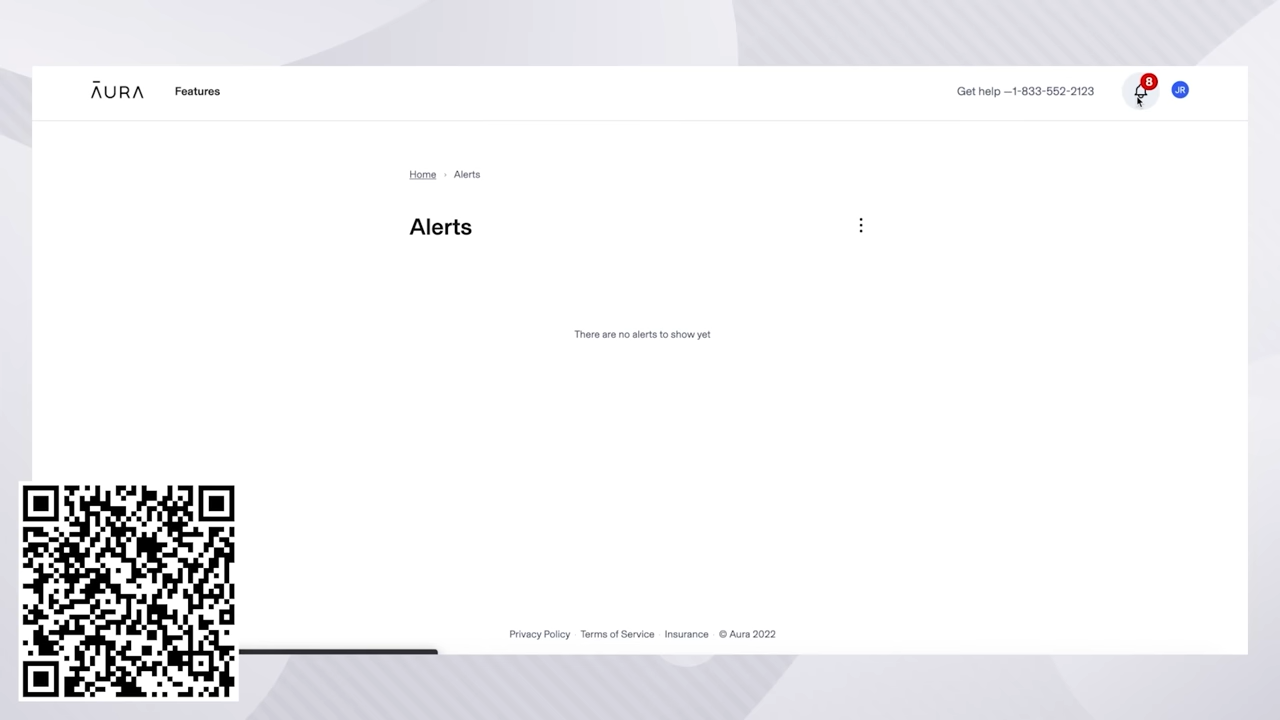 ĀURA Features Get help —1-833-552-2123 8 JR
Home › Alerts
Alerts
There are no alerts to show yet
Privacy Policy · Terms of Service · Insurance · © Aura 2022